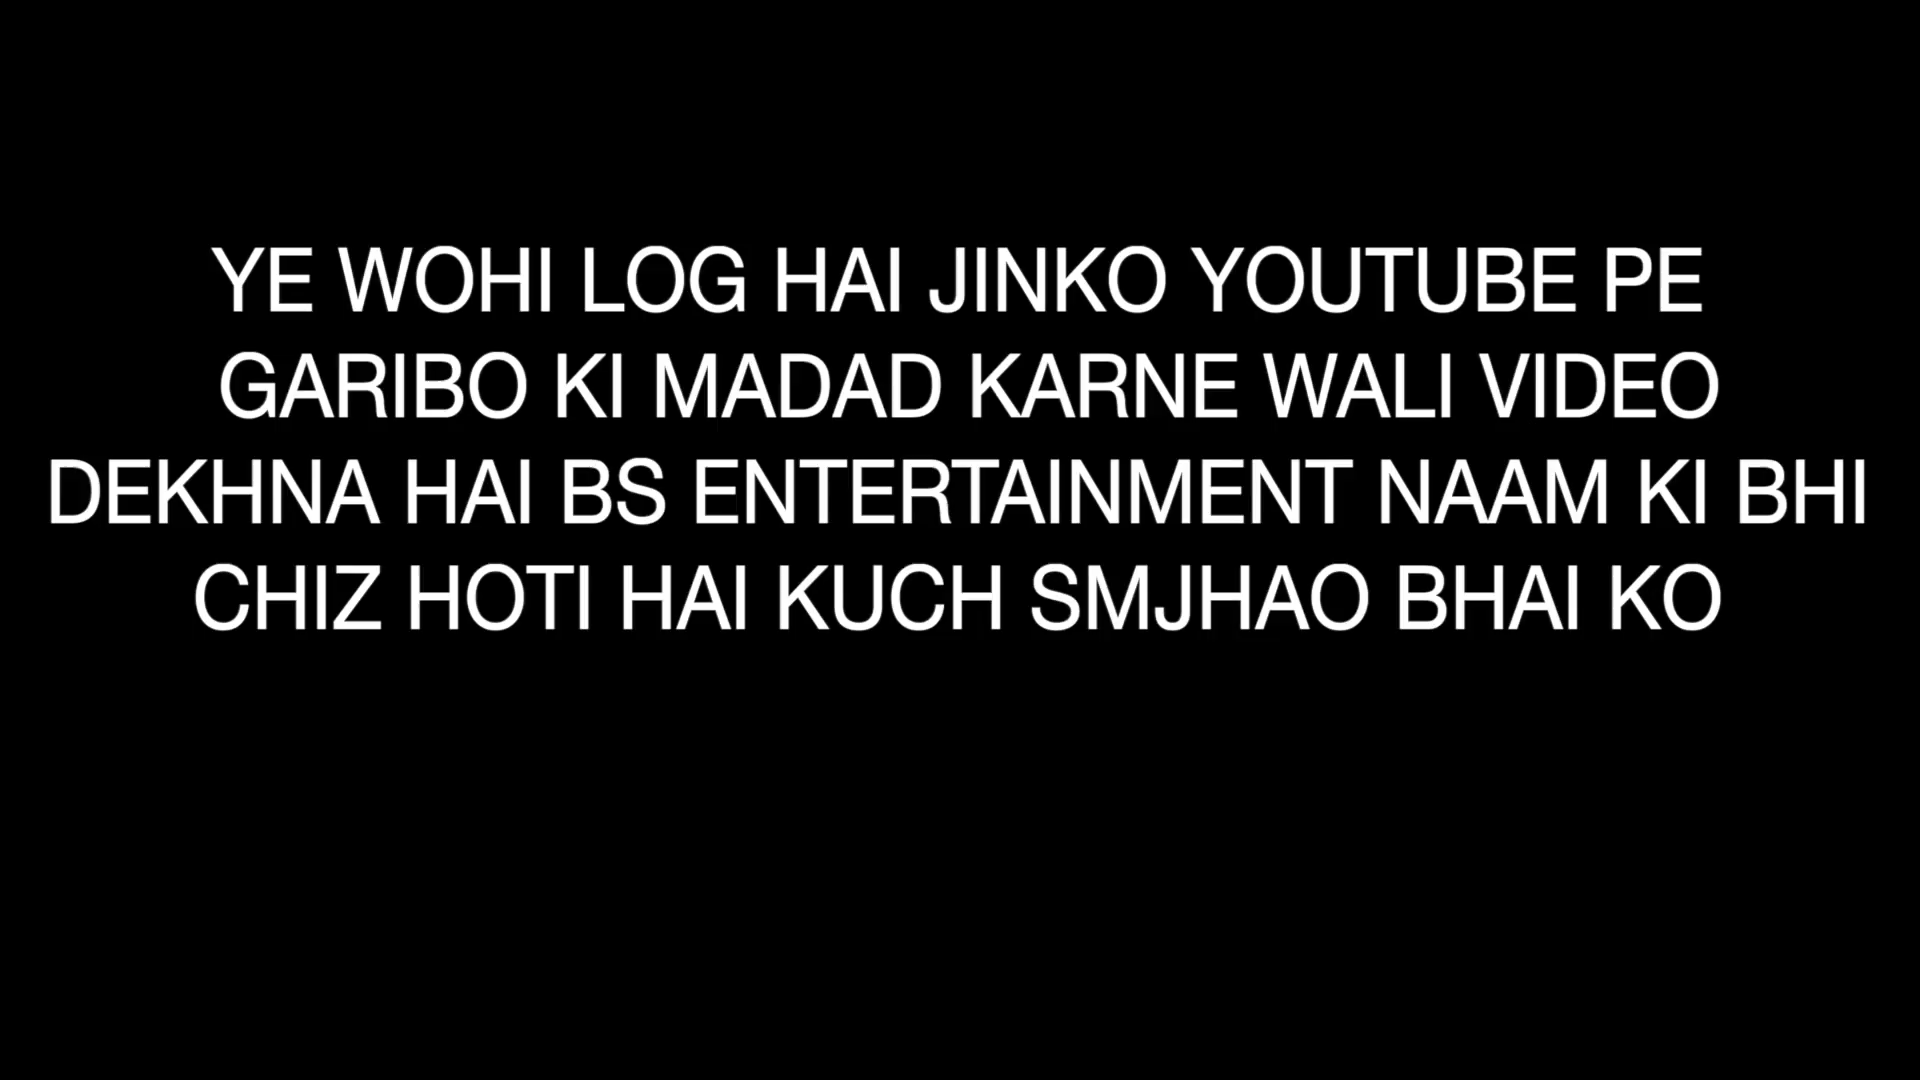 YE WOHI LOG HAI JINKO YOUTUBE PE
GARIBO KI MADAD KARNE WALI VIDEO
DEKHNA HAI BS ENTERTAINMENT NAAM KI BHI
CHIZ HOTI HAI KUCH SMJHAO BHAI KO